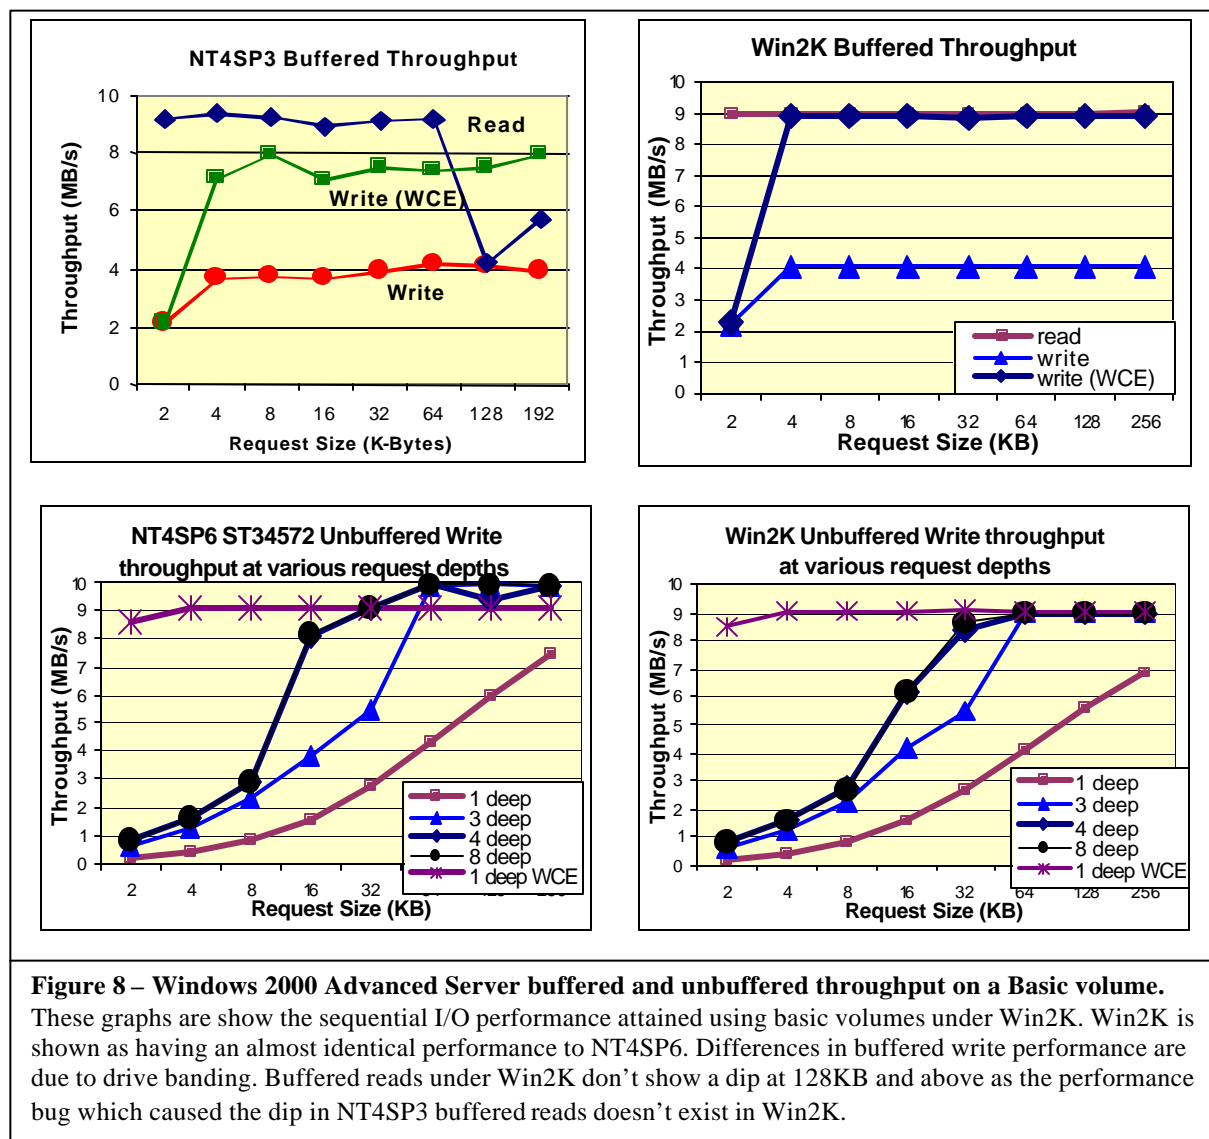 NT4SP3 Buffered Throughput
10
8
6
4
2
0
Throughput (MB/s)
Read
Write (WCE)
Write
2 4 8 16 32 64 128 192
Request Size (K-Bytes)
Win2K Buffered Throughput
10
9
8
7
6
5
4
3
2
1
0
Throughput (MB/s)
read
write
write (WCE)
2 4 8 16 32 64 128 256
Request Size (KB)
NT4SP6 ST34572 Unbuffered Write
throughput at various request depths
10
9
8
7
6
5
4
3
2
1
0
Throughput (MB/s)
1 deep
3 deep
4 deep
8 deep
1 deep WCE
2 4 8 16 32
Request Size (KB)
Win2K Unbuffered Write throughput
at various request depths
10
9
8
7
6
5
4
3
2
1
0
Throughput (MB/s)
1 deep
3 deep
4 deep
8 deep
1 deep WCE
2 4 8 16 32 64 128 256
Request Size (KB)
Figure 8 – Windows 2000 Advanced Server buffered and unbuffered throughput on a Basic volume.
These graphs are show the sequential I/O performance attained using basic volumes under Win2K. Win2K is
shown as having an almost identical performance to NT4SP6. Differences in buffered write performance are
due to drive banding. Buffered reads under Win2K don't show a dip at 128KB and above as the performance
bug which caused the dip in NT4SP3 buffered reads doesn't exist in Win2K.